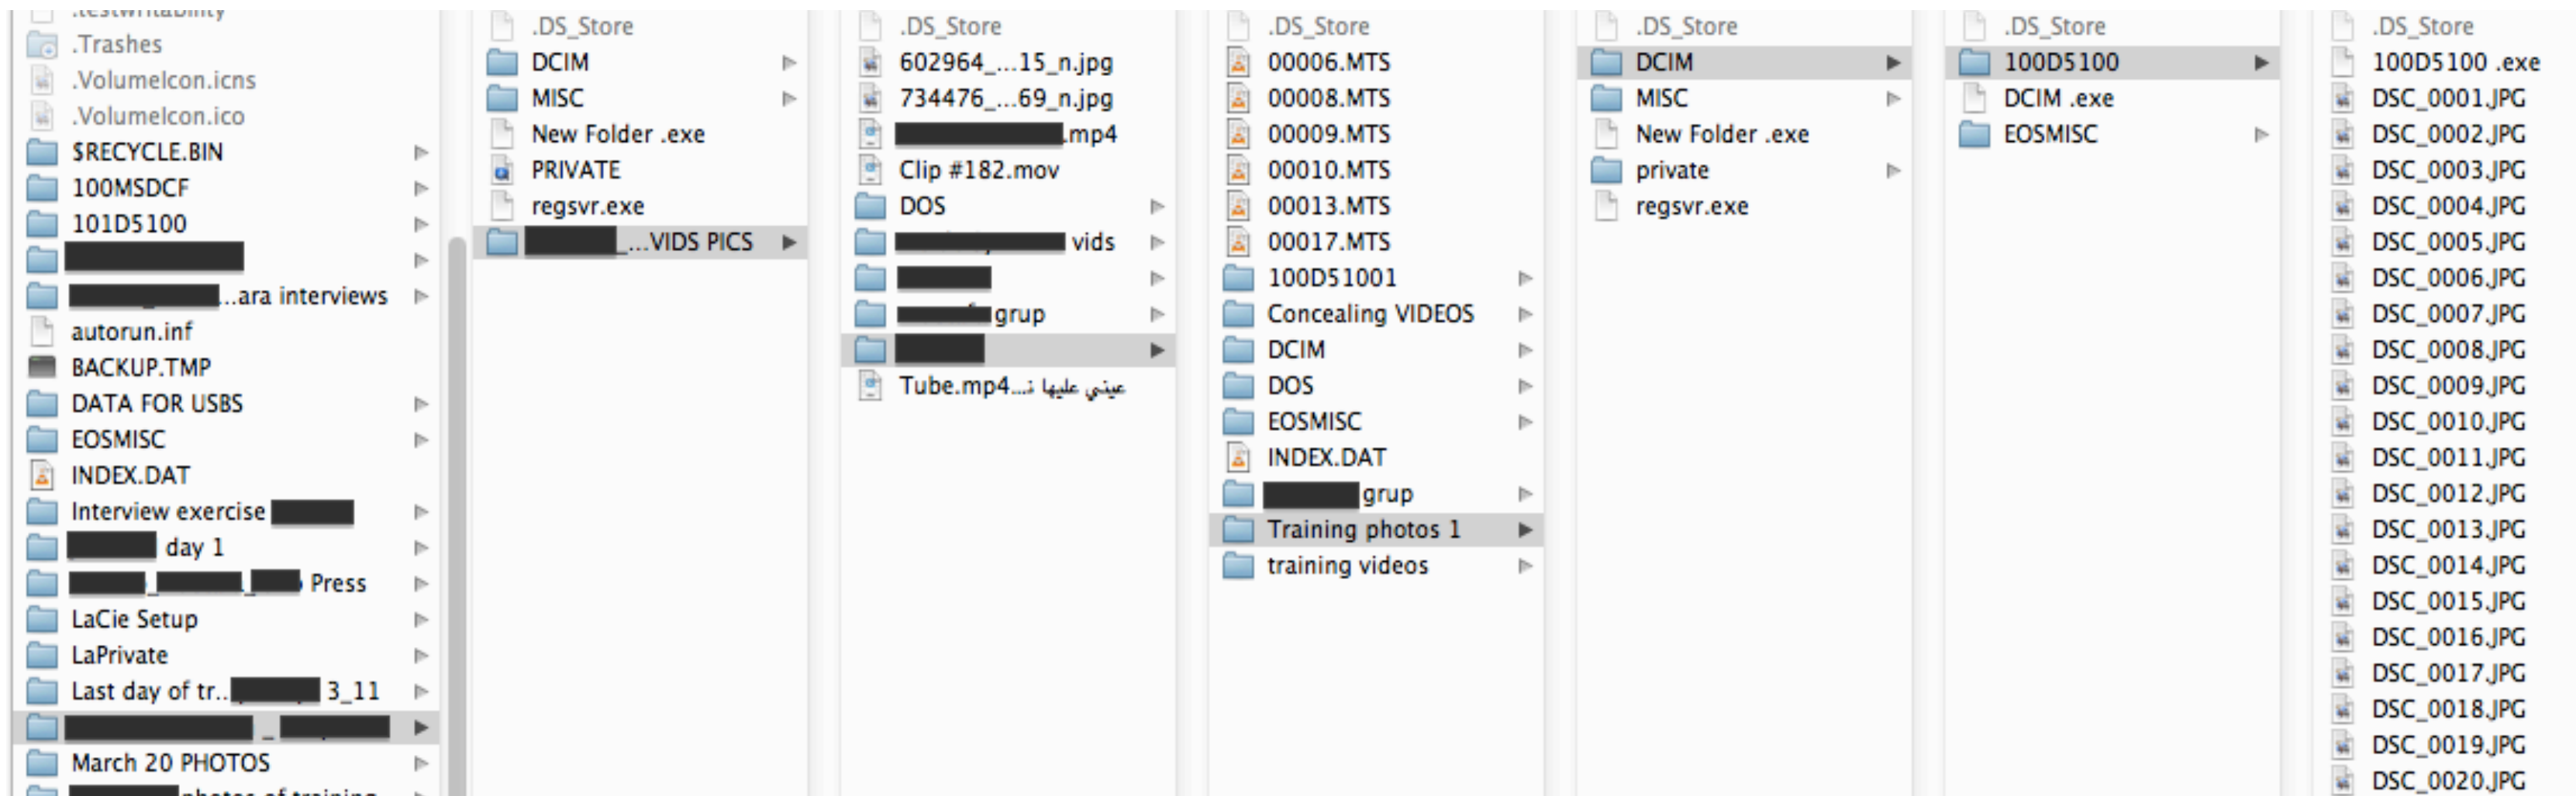 .testwritability
.Trashes
.VolumeIcon.icns
.VolumeIcon.ico
$RECYCLE.BIN
100MSDCF
101D5100
...ara interviews
autorun.inf
BACKUP.TMP
DATA FOR USBS
EOSMISC
INDEX.DAT
Interview exercise
day 1
_ _ Press
LaCie Setup
LaPrivate
Last day of tr.. 3_11
_
March 20 PHOTOS
photos of training
.DS_Store
DCIM
MISC
New Folder .exe
PRIVATE
regsvr.exe
_...VIDS PICS
.DS_Store
602964_...15_n.jpg
734476_...69_n.jpg
.mp4
Clip #182.mov
DOS
vids
grup
Tube.mp4...عيني عليها ن
.DS_Store
00006.MTS
00008.MTS
00009.MTS
00010.MTS
00013.MTS
00017.MTS
100D51001
Concealing VIDEOS
DCIM
DOS
EOSMISC
INDEX.DAT
grup
Training photos 1
training videos
.DS_Store
DCIM
MISC
New Folder .exe
private
regsvr.exe
.DS_Store
100D5100
DCIM .exe
EOSMISC
.DS_Store
100D5100 .exe
DSC_0001.JPG
DSC_0002.JPG
DSC_0003.JPG
DSC_0004.JPG
DSC_0005.JPG
DSC_0006.JPG
DSC_0007.JPG
DSC_0008.JPG
DSC_0009.JPG
DSC_0010.JPG
DSC_0011.JPG
DSC_0012.JPG
DSC_0013.JPG
DSC_0014.JPG
DSC_0015.JPG
DSC_0016.JPG
DSC_0017.JPG
DSC_0018.JPG
DSC_0019.JPG
DSC_0020.JPG